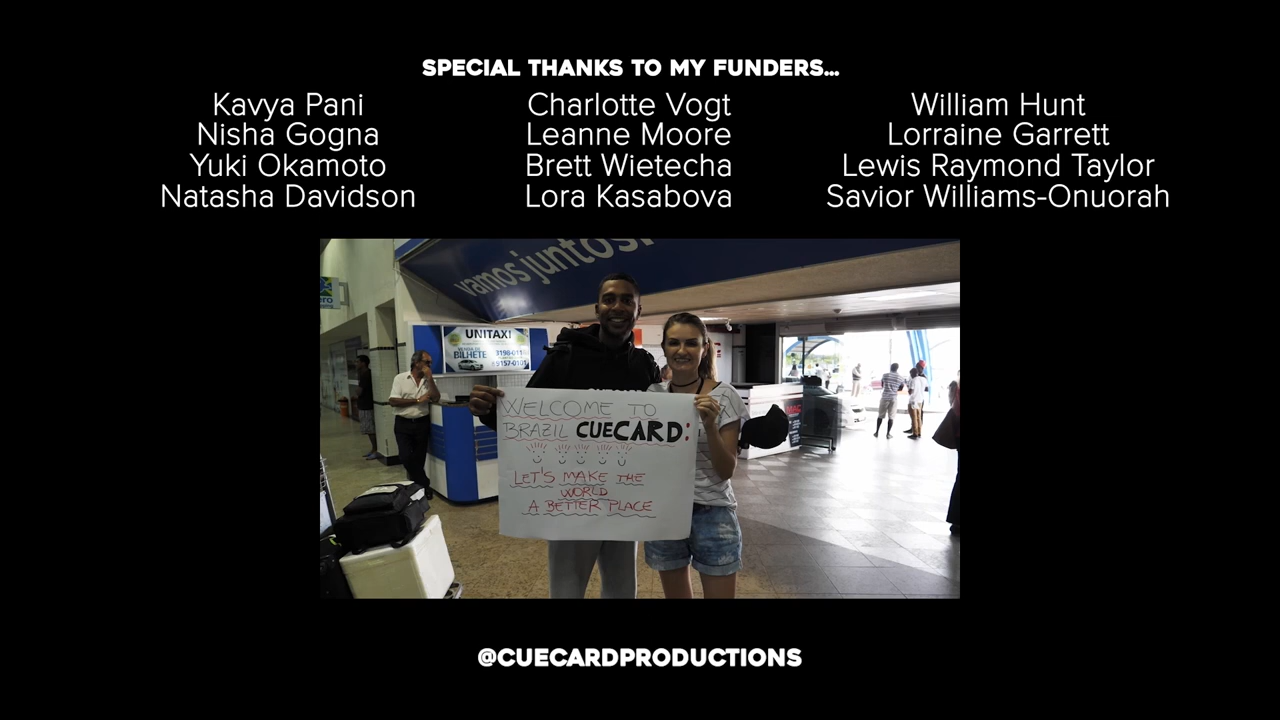 SPECIAL THANKS TO MY FUNDERS...
Kavya Pani
Nisha Gogna
Yuki Okamoto
Natasha Davidson
Charlotte Vogt
Leanne Moore
Brett Wietecha
Lora Kasabova
William Hunt
Lorraine Garrett
Lewis Raymond Taylor
Savior Williams-Onuorah
vamos juntos!
UNITAXI
BILHETE
WELCOME TO
BRAZIL CUECARD:
LET'S MAKE THE
WORLD
A BETTER PLACE
@CUECARDPRODUCTIONS